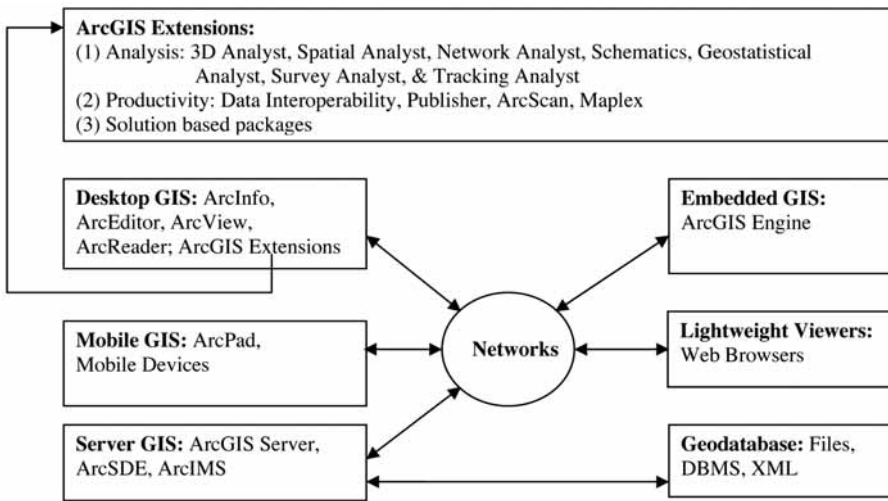 ArcGIS Extensions:
(1) Analysis: 3D Analyst, Spatial Analyst, Network Analyst, Schematics, Geostatistical
Analyst, Survey Analyst, & Tracking Analyst
(2) Productivity: Data Interoperability, Publisher, ArcScan, Maplex
(3) Solution based packages
Desktop GIS: ArcInfo,
ArcEditor, ArcView,
ArcReader; ArcGIS Extensions
Embedded GIS:
ArcGIS Engine
Mobile GIS: ArcPad,
Mobile Devices
Networks
Lightweight Viewers:
Web Browsers
Server GIS: ArcGIS Server,
ArcSDE, ArcIMS
Geodatabase: Files,
DBMS, XML